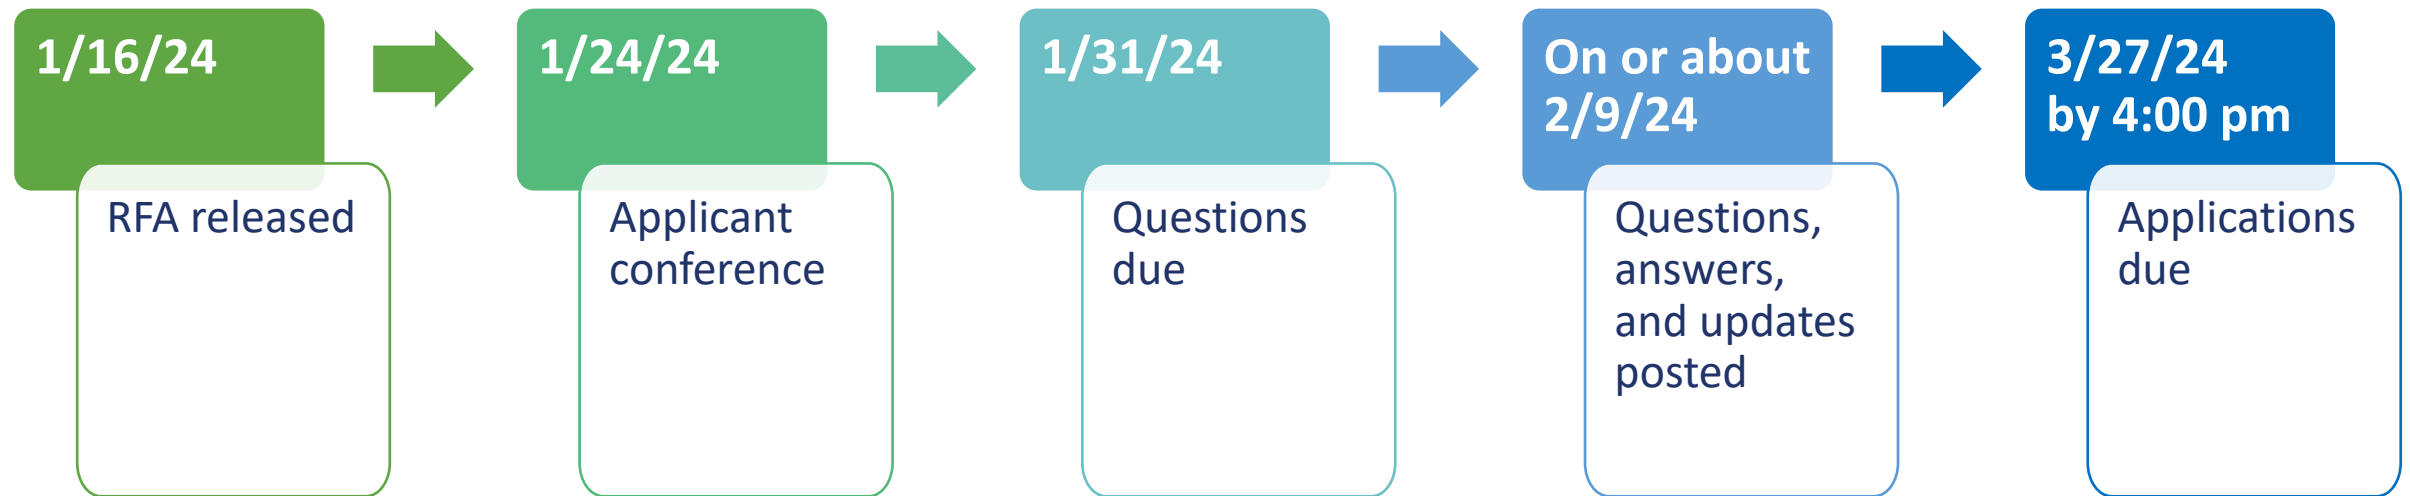 1/16/24
RFA released
1/24/24
Applicant
conference
1/31/24
Questions
due
On or about
2/9/24
Questions,
answers,
and updates
posted
3/27/24
by 4:00 pm
Applications
due